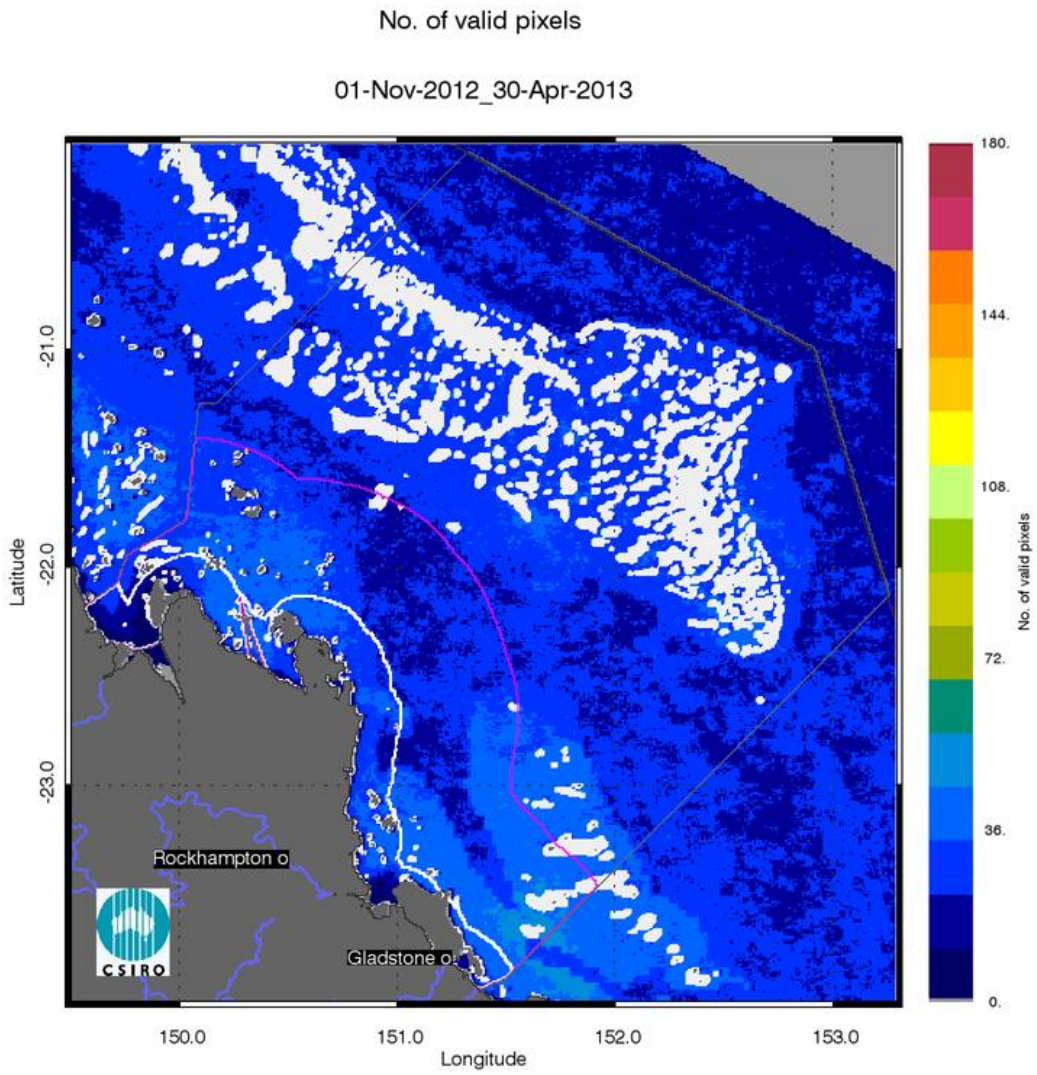 No. of valid pixels
01-Nov-2012_30-Apr-2013
180.
144.
108.
72.
36.
0.
No. of valid pixels
-21.0
-22.0
-23.0
Latitude
Rockhampton o
Gladstone o
CSIRO
150.0 151.0 152.0 153.0
Longitude